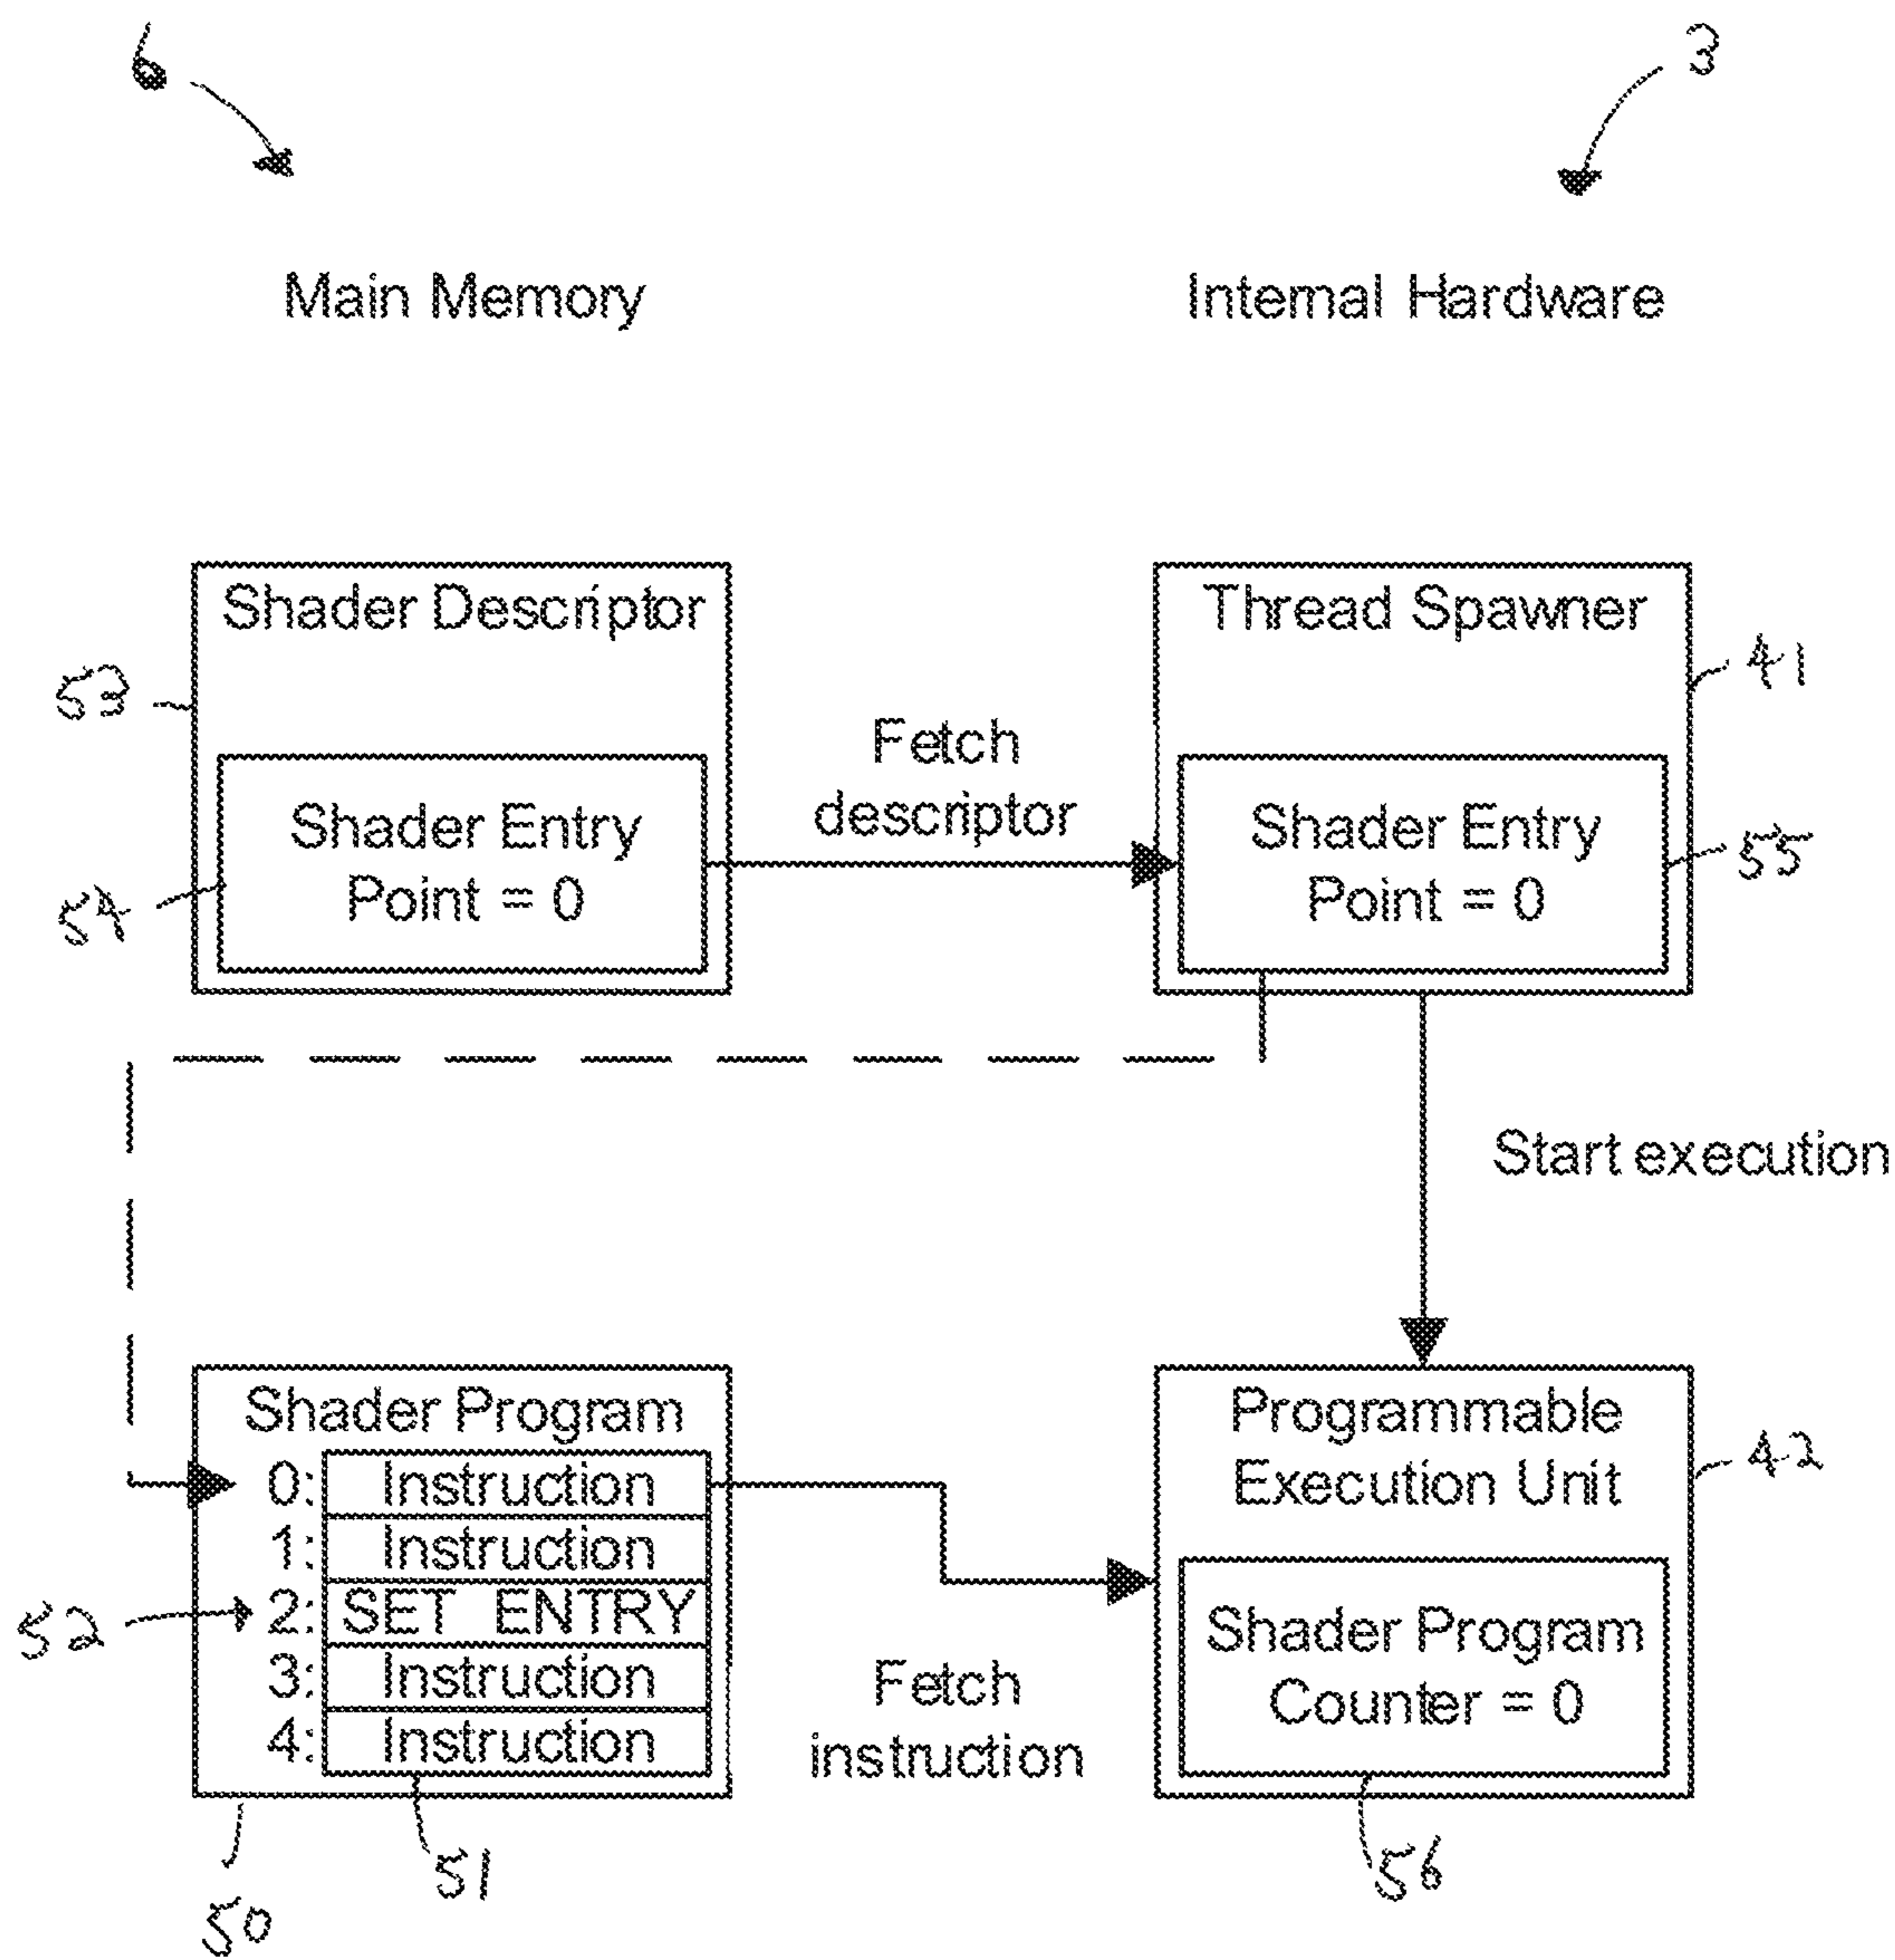 6
3
Main Memory
Internal Hardware
Shader Descriptor
53
Shader Entry
Point = 0
54
Fetch
descriptor
Thread Spawner
41
Shader Entry
Point = 0
55
Start execution
Shader Program
0: Instruction
1: Instruction
2: SET ENTRY
3: Instruction
4: Instruction
52
51
50
Fetch
instruction
Programmable
Execution Unit
42
Shader Program
Counter = 0
56